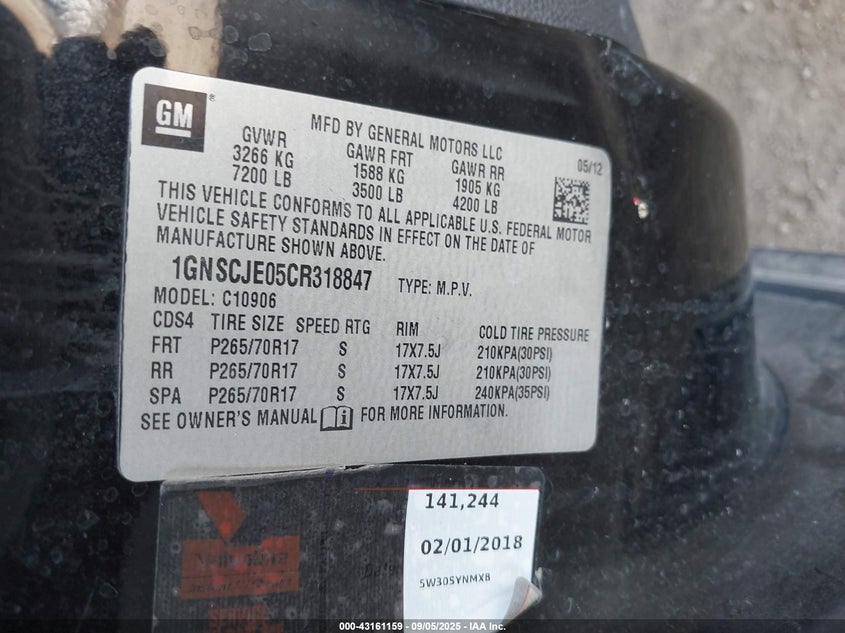 GM®
MFD BY GENERAL MOTORS LLC
05/12
GVWR GAWR FRT GAWR RR
3266 KG 1588 KG 1905 KG
7200 LB 3500 LB 4200 LB
THIS VEHICLE CONFORMS TO ALL APPLICABLE U.S. FEDERAL MOTOR
VEHICLE SAFETY STANDARDS IN EFFECT ON THE DATE OF
MANUFACTURE SHOWN ABOVE.
1GNSCJE05CR318847 TYPE: M.P.V.
MODEL: C10906
CDS4 TIRE SIZE SPEED RTG RIM COLD TIRE PRESSURE
FRT P265/70R17 S 17X7.5J 210KPA(30PSI)
RR P265/70R17 S 17X7.5J 210KPA(30PSI)
SPA P265/70R17 S 17X7.5J 240KPA(35PSI)
SEE OWNER'S MANUAL FOR MORE INFORMATION.
141,244
02/01/2018
5W30SYNMXB
000-43161159 - 09/05/2025 - IAA Inc.